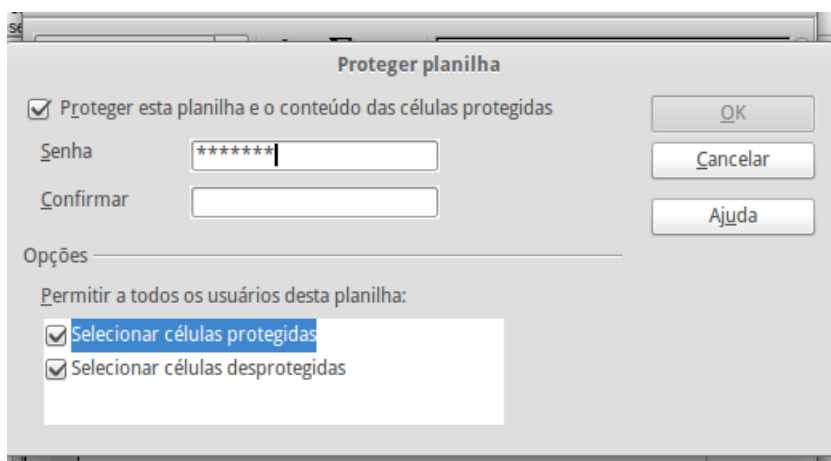 se
Proteger planilha
Proteger esta planilha e o conteúdo das células protegidas
OK
Senha
*******
Cancelar
Confirmar
Ajuda
Opções
Permitir a todos os usuários desta planilha:
Selecionar células protegidas
Selecionar células desprotegidas